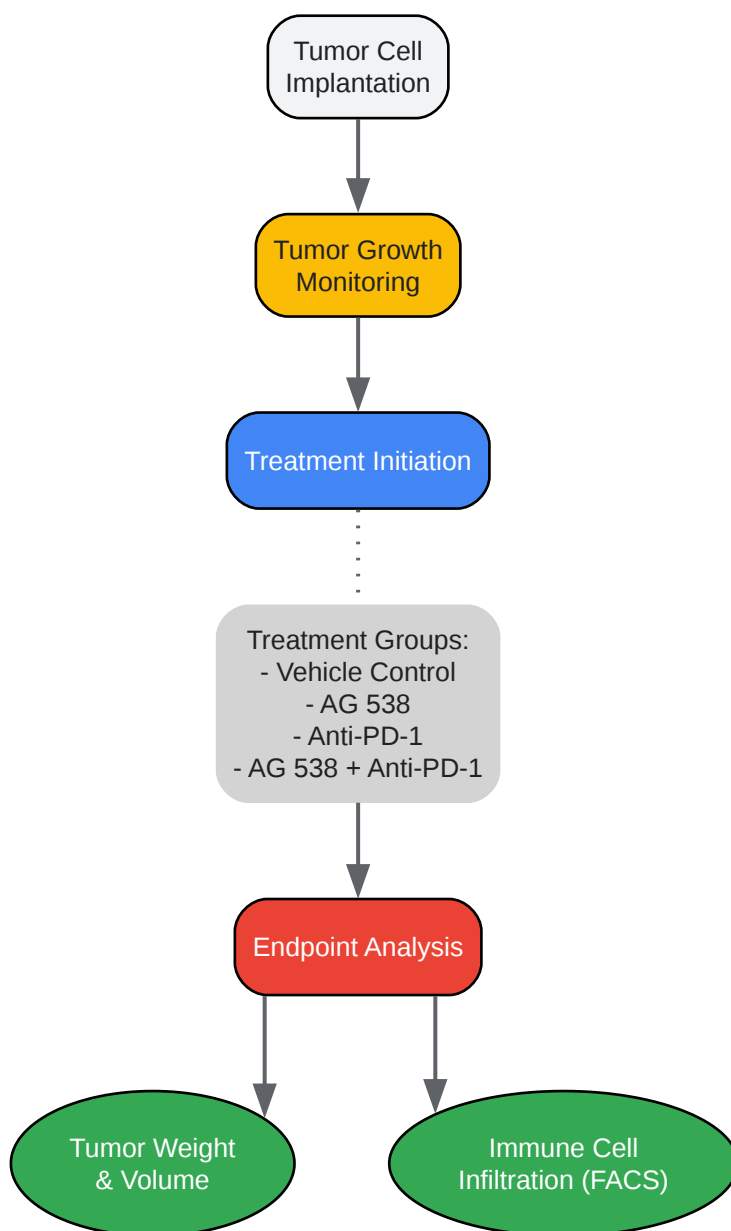 Tumor Cell
Implantation
Tumor Growth
Monitoring
Treatment Initiation
Treatment Groups:
- Vehicle Control
- AG 538
- Anti-PD-1
- AG 538 + Anti-PD-1
Endpoint Analysis
Tumor Weight
& Volume
Immune Cell
Infiltration (FACS)